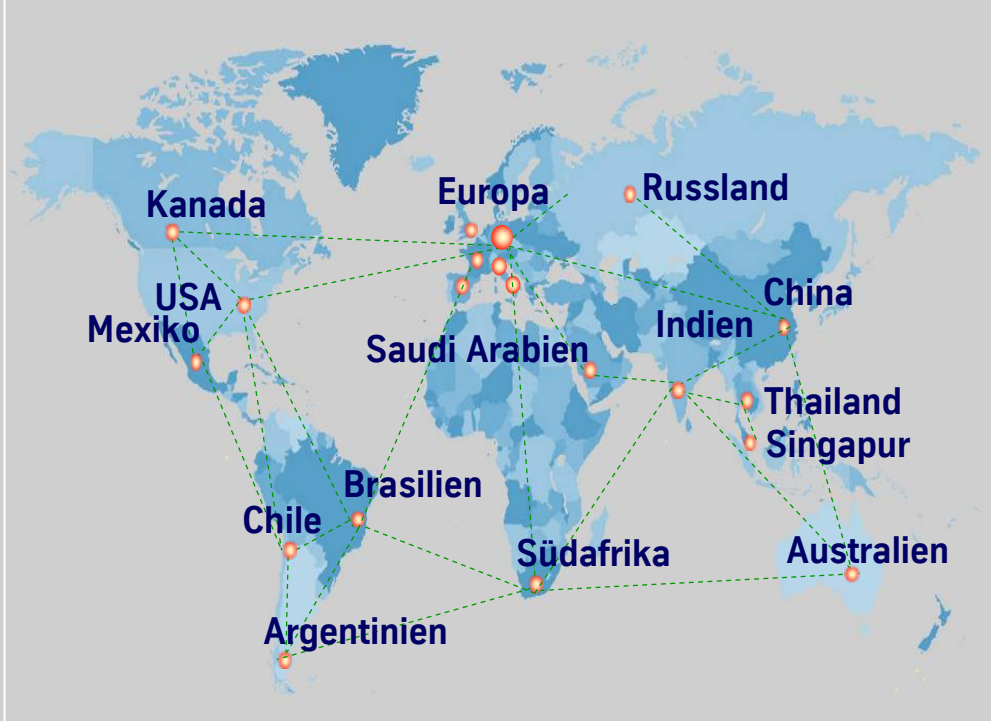 Europa
Russland
Kanada
USA
China
Mexiko
Indien
Saudi Arabien
Thailand
Singapur
Brasilien
Chile
Südafrika
Australien
Argentinien